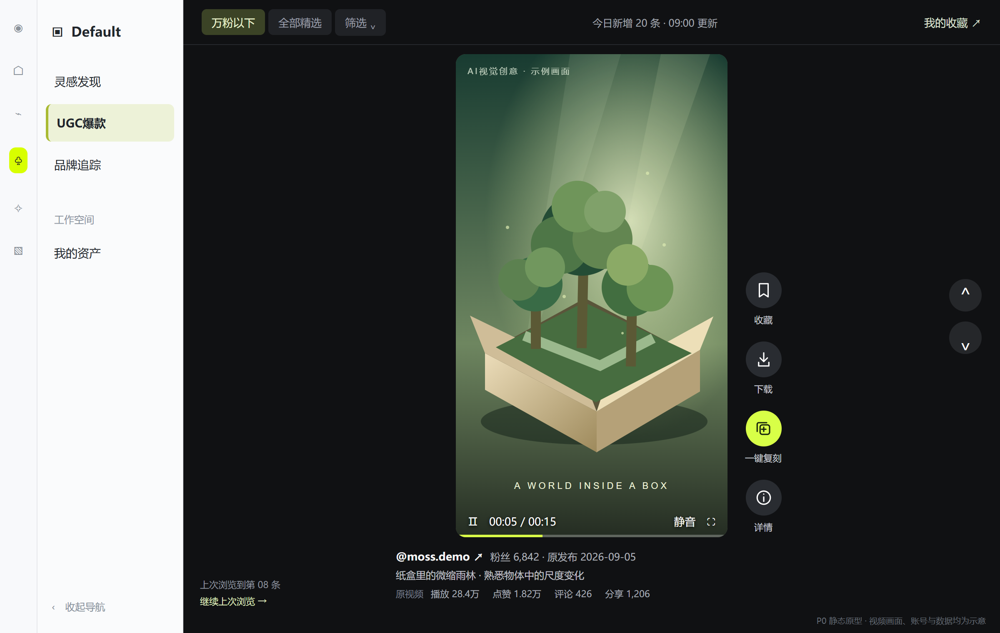 Default
灵感发现
UGC爆款
品牌追踪
工作空间
我的资产
收起导航
万粉以下
全部精选
筛选
今日新增 20 条 · 09:00 更新
我的收藏 ↗
AI视觉创意 · 示例画面
A WORLD INSIDE A BOX
00:05 / 00:15
静音
收藏
下载
一键复刻
详情
@moss.demo ↗ 粉丝 6,842 · 原发布 2026-09-05
纸盒里的微缩雨林 · 熟悉物体中的尺度变化
原视频 播放 28.4万 点赞 1.82万 评论 426 分享 1,206
上次浏览到第 08 条
继续上次浏览 →
P0 静态原型 · 视频画面、账号与数据均为示意